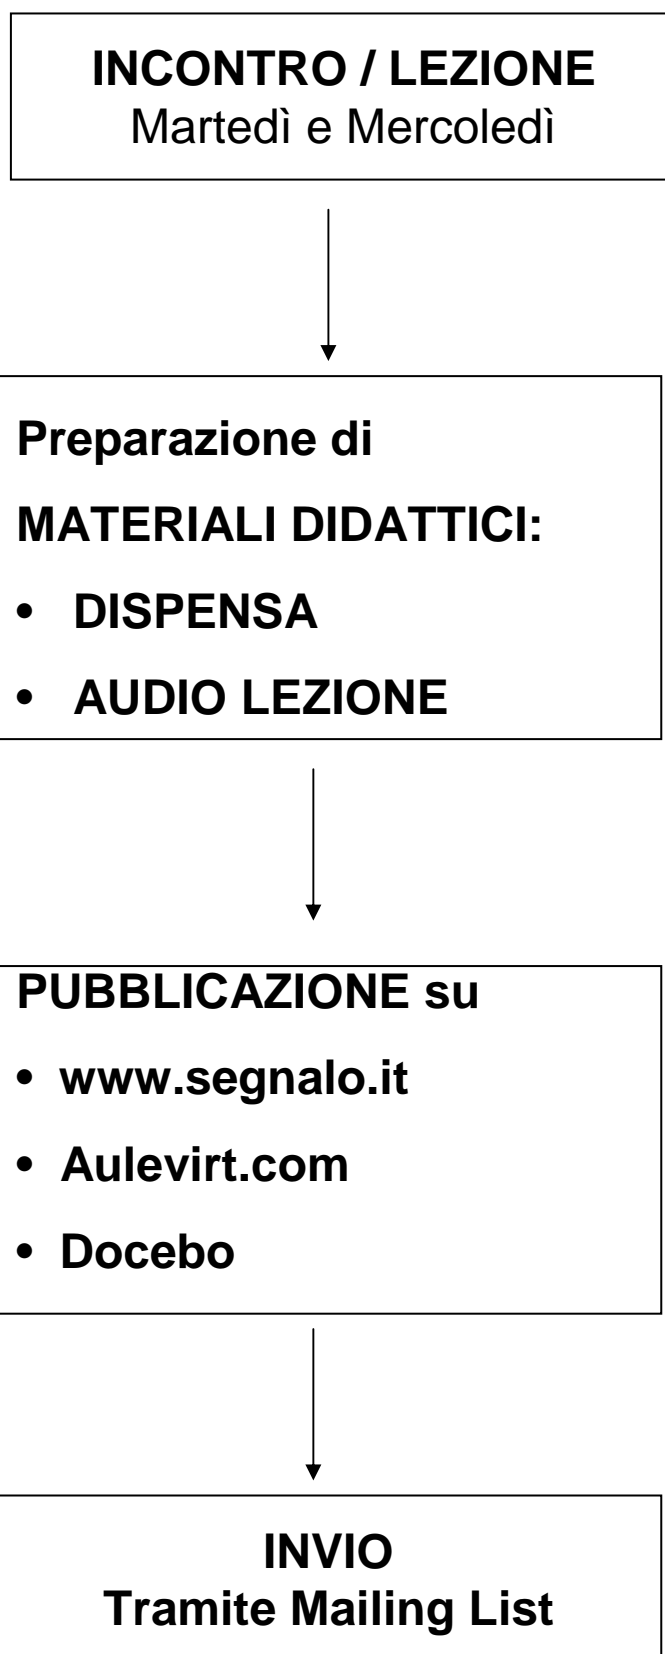 INCONTRO / LEZIONE
Martedì e Mercoledì
Preparazione di
MATERIALI DIDATTICI:
• DISPENSA
• AUDIO LEZIONE
PUBBLICAZIONE su
• www.segnalo.it
• Aulevirt.com
• Docebo
INVIO
Tramite Mailing List